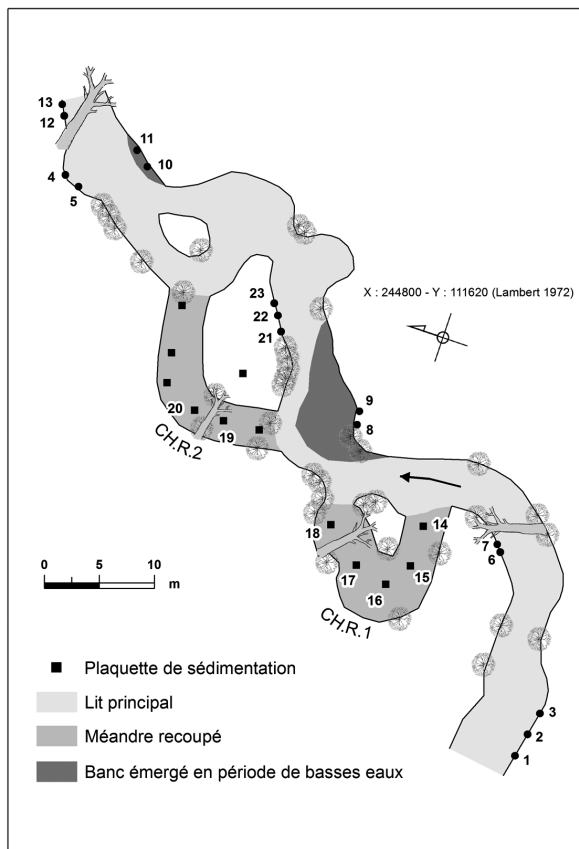 13
12
11
10
4
5
X : 244800 - Y : 111620 (Lambert 1972)
23
22
21
9
8
20
19
CH.R.2
18
14
7
6
17
16
15
CH.R.1
0 5 10
m
3
2
1
Plaquette de sédimentation
Lit principal
Méandre recoupé
Banc émergé en période de basses eaux